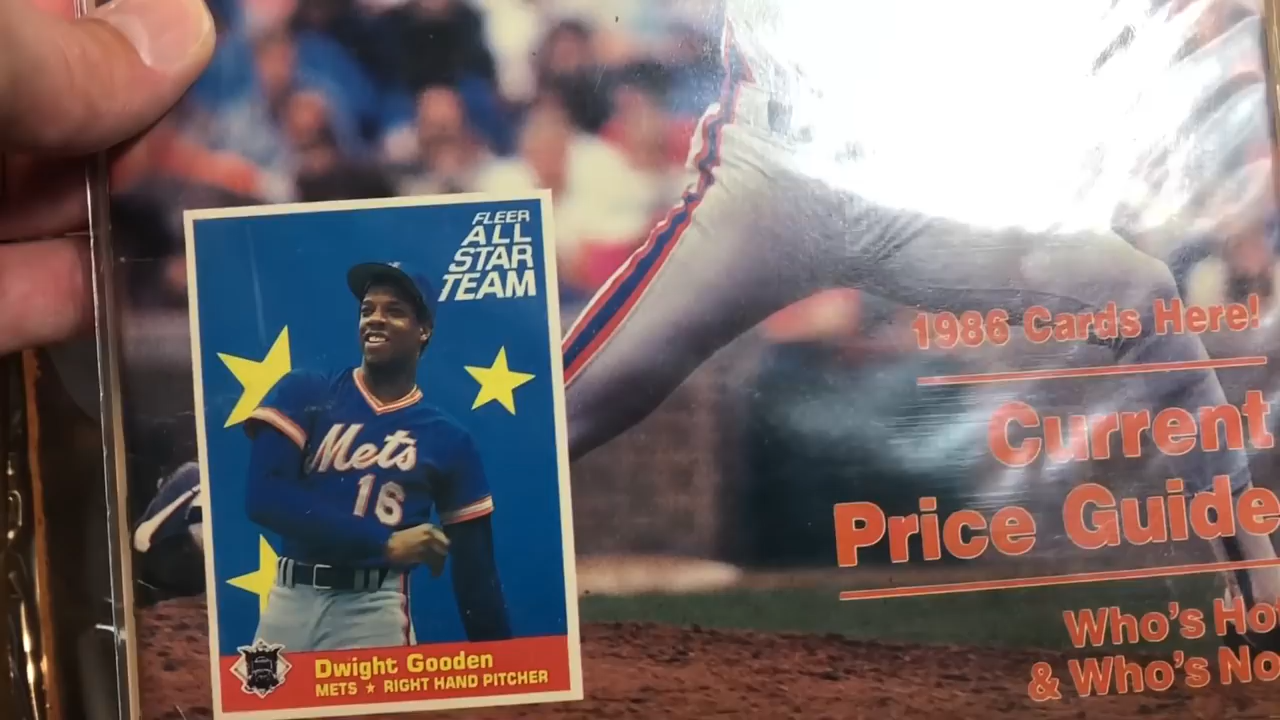 FLEER
ALL
STAR
TEAM
Mets
16
Dwight Gooden
METS ★ RIGHT HAND PITCHER
1986 Cards Here!
Current
Price Guide
Who's Ho
& Who's No